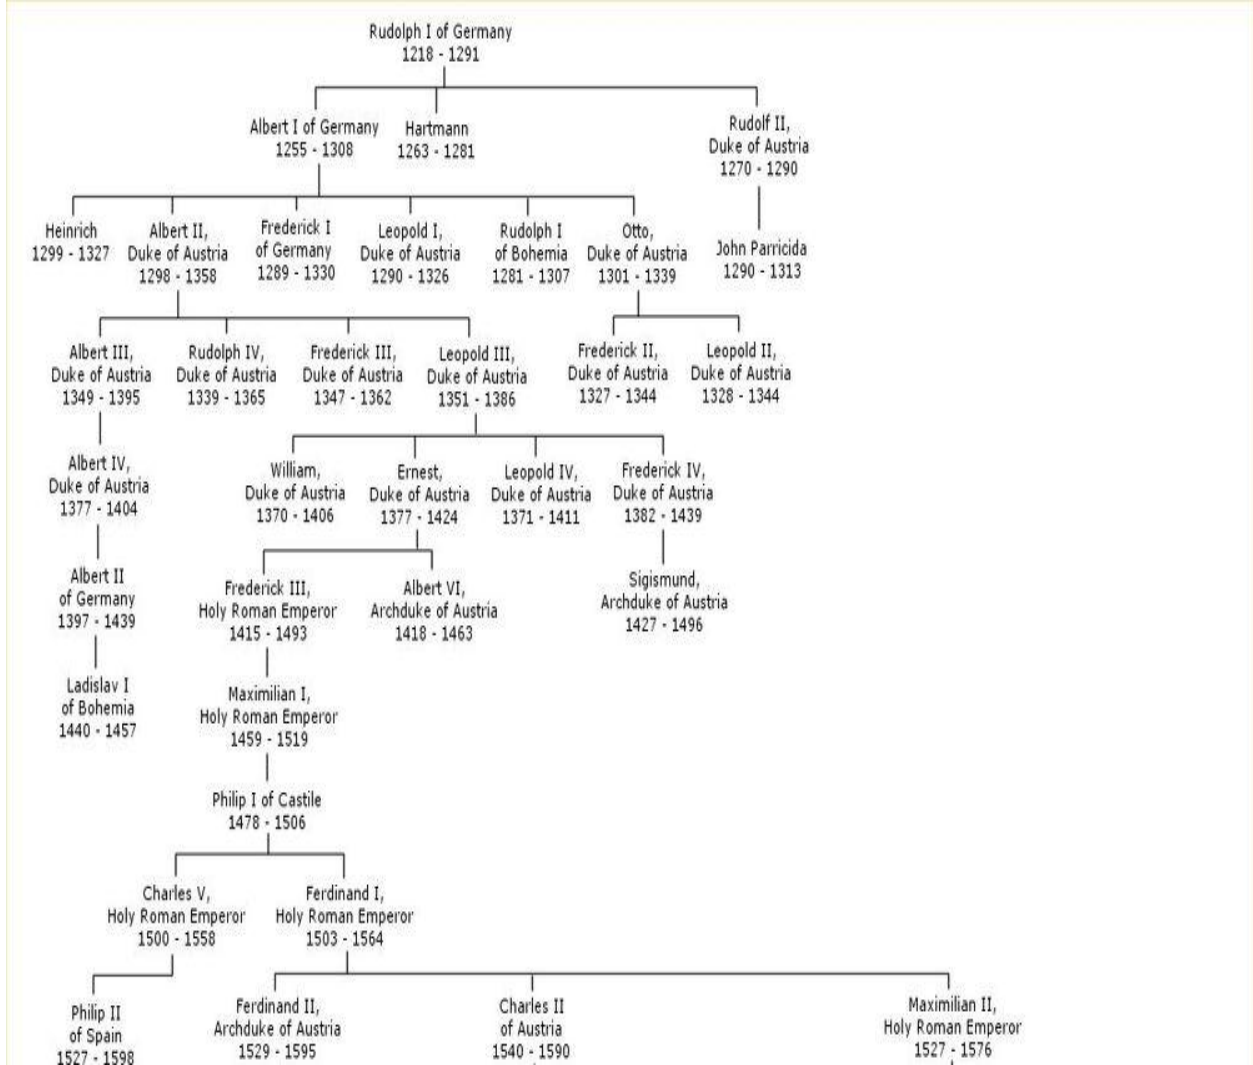 Rudolph I of Germany
1218 - 1291
Albert I of Germany
1255 - 1308
Hartmann
1263 - 1281
Rudolf II,
Duke of Austria
1270 - 1290
Heinrich
1299 - 1327
Albert II,
Duke of Austria
1298 - 1358
Frederick I
of Germany
1289 - 1330
Leopold I,
Duke of Austria
1290 - 1326
Rudolph I
of Bohemia
1281 - 1307
Otto,
Duke of Austria
1301 - 1339
John Parricida
1290 - 1313
Albert III,
Duke of Austria
1349 - 1395
Rudolph IV,
Duke of Austria
1339 - 1365
Frederick III,
Duke of Austria
1347 - 1362
Leopold III,
Duke of Austria
1351 - 1386
Frederick II,
Duke of Austria
1327 - 1344
Leopold II,
Duke of Austria
1328 - 1344
Albert IV,
Duke of Austria
1377 - 1404
William,
Duke of Austria
1370 - 1406
Ernest,
Duke of Austria
1377 - 1424
Leopold IV,
Duke of Austria
1371 - 1411
Frederick IV,
Duke of Austria
1382 - 1439
Albert II
of Germany
1397 - 1439
Frederick III,
Holy Roman Emperor
1415 - 1493
Albert VI,
Archduke of Austria
1418 - 1463
Sigismund,
Archduke of Austria
1427 - 1496
Ladislav I
of Bohemia
1440 - 1457
Maximilian I,
Holy Roman Emperor
1459 - 1519
Philip I of Castile
1478 - 1506
Charles V,
Holy Roman Emperor
1500 - 1558
Ferdinand I,
Holy Roman Emperor
1503 - 1564
Philip II
of Spain
1527 - 1598
Ferdinand II,
Archduke of Austria
1529 - 1595
Charles II
of Austria
1540 - 1590
Maximilian II,
Holy Roman Emperor
1527 - 1576